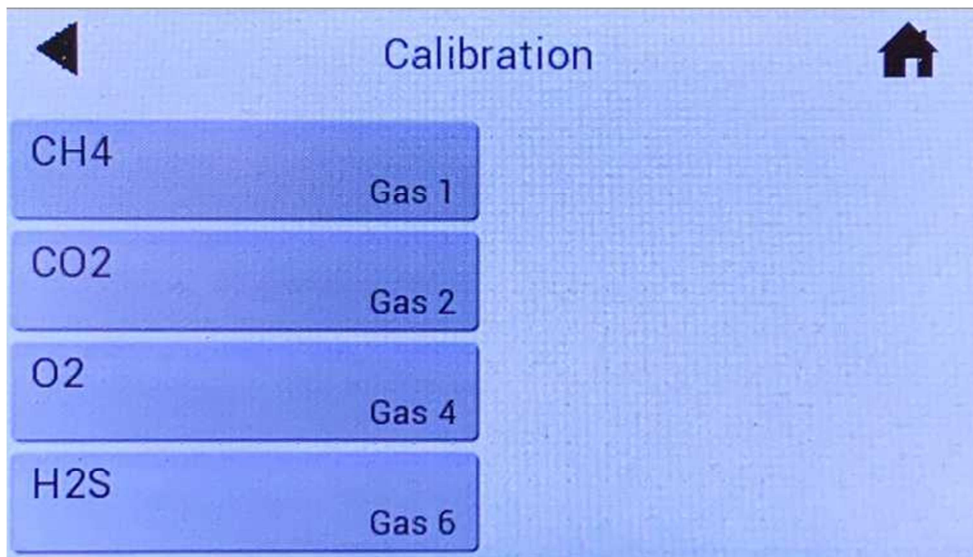 Calibration
CH4
Gas 1
CO2
Gas 2
O2
Gas 4
H2S
Gas 6